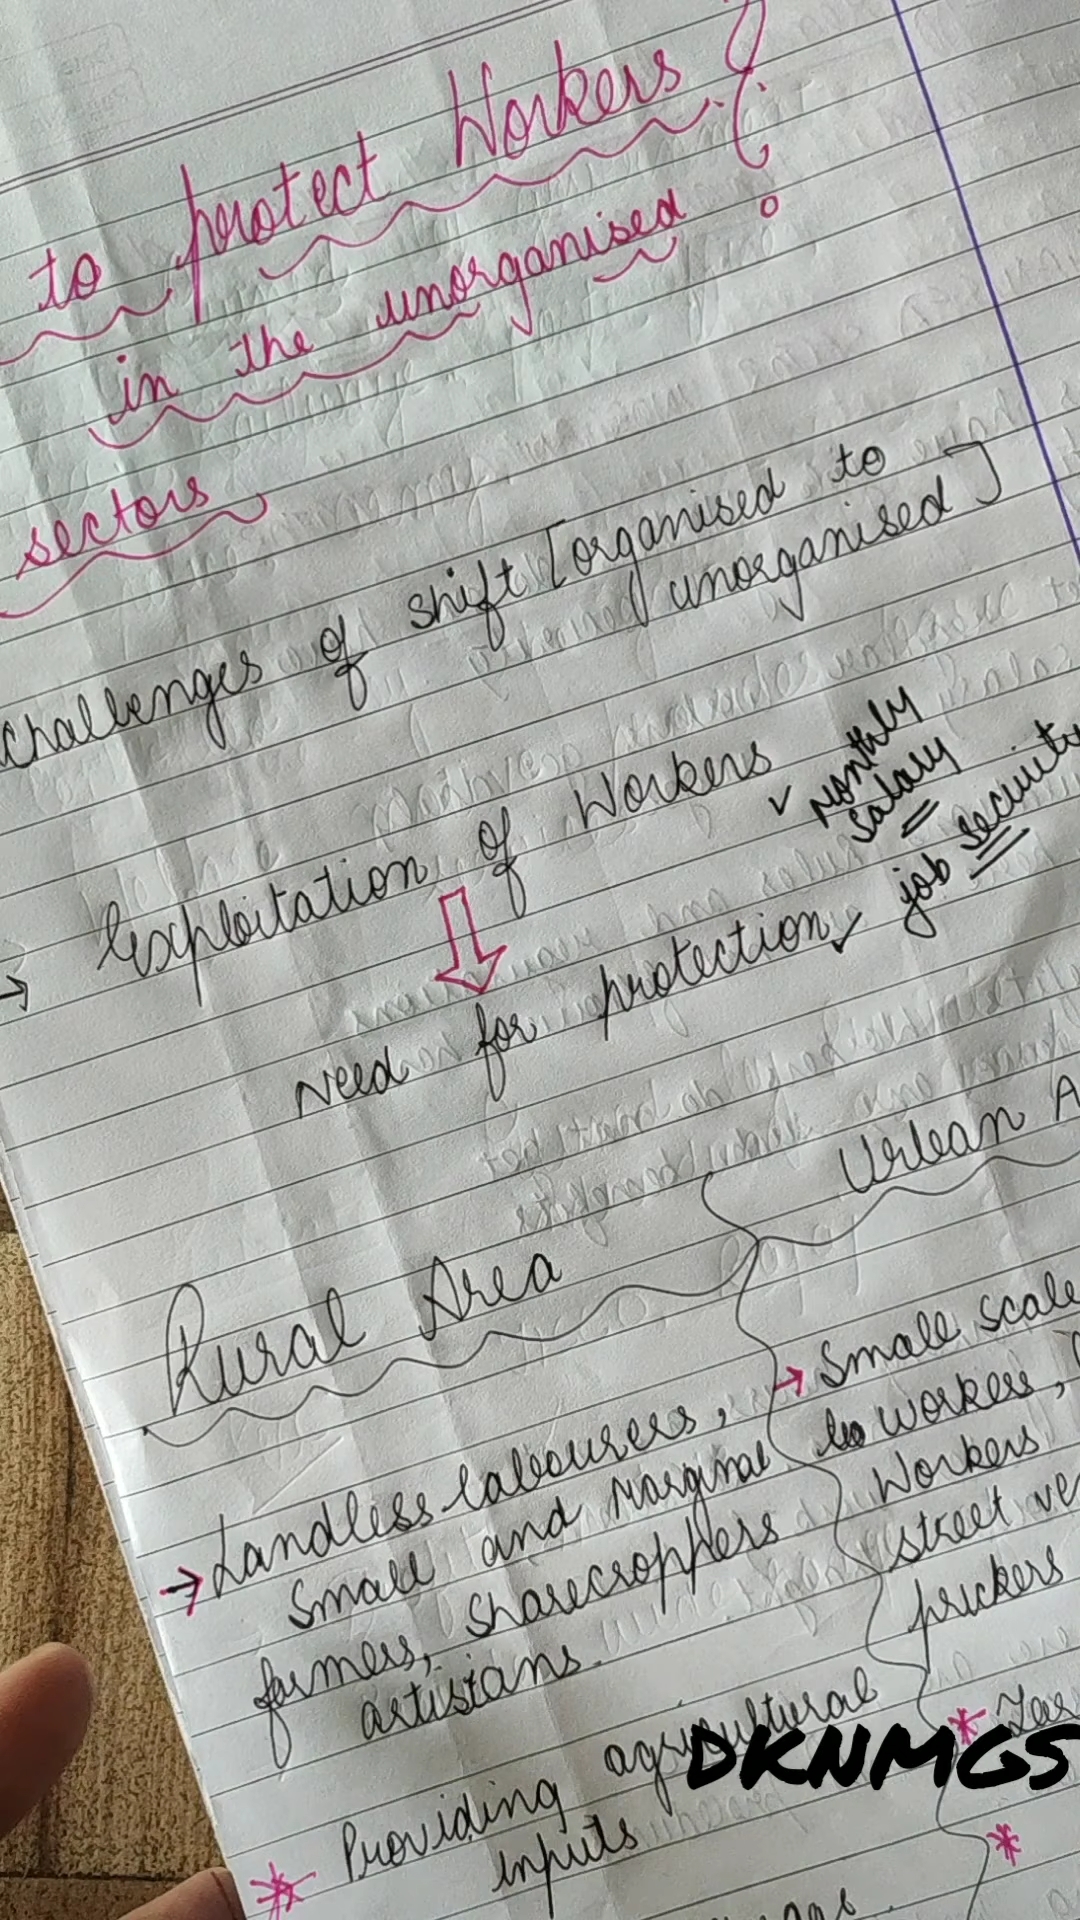 to protect Workers?
in the unorganised
sectors
challenges of shift [organised to
unorganised]
→ Exploitation of Workers
✓ Monthly
salary
need for protection ✓ job security
Rural Area
Urban A
→ Landless labourers,
small and marginal
farmers, sharecroppers
artistians.
* Providing agricultural
inputs
→ Small scale
workers,
workers
street ve
*
*
DKNMGS